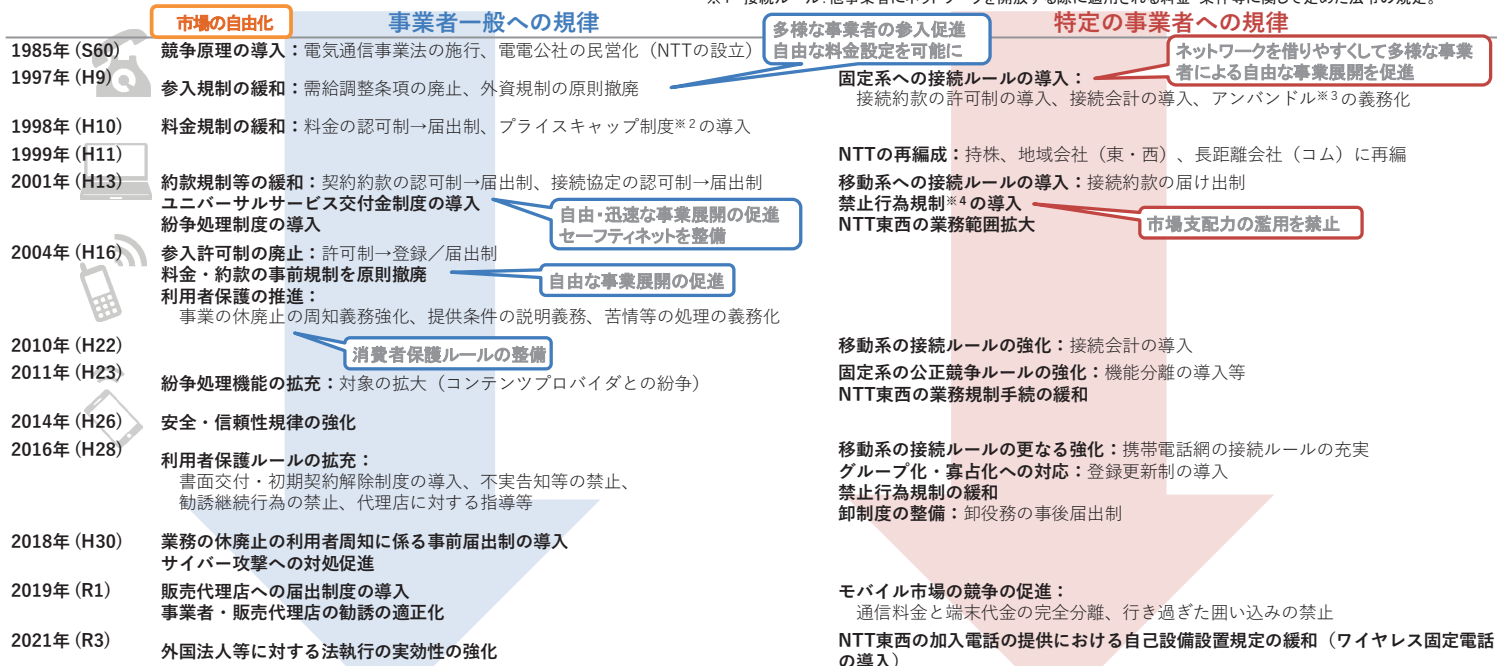 ※1 接続ルール:他事業者にネットワークを開放する際に適用される料金・条件等に関して定めた法令の規定。
市場の自由化
事業者一般への規律
特定の事業者への規律
多様な事業者の参入促進
自由な料金設定を可能に
1985年 (S60)
競争原理の導入：電気通信事業法の施行、電電公社の民営化（NTTの設立）
ネットワークを借りやすくして多様な事業
者による自由な事業展開を促進
1997年 (H9)
参入規制の緩和：需給調整条項の廃止、外資規制の原則撤廃
固定系への接続ルールの導入：
接続約款の許可制の導入、接続会計の導入、アンバンドル※3の義務化
1998年 (H10)
料金規制の緩和：料金の認可制→届出制、プライスキャップ制度※2の導入
1999年 (H11)
NTTの再編成：持株、地域会社（東・西）、長距離会社（コム）に再編
2001年 (H13)
約款規制等の緩和：契約約款の認可制→届出制、接続協定の認可制→届出制
ユニバーサルサービス交付金制度の導入
紛争処理制度の導入
自由・迅速な事業展開の促進
セーフティネットを整備
移動系への接続ルールの導入：接続約款の届け出制
禁止行為規制※4の導入
NTT東西の業務範囲拡大
市場支配力の濫用を禁止
2004年 (H16)
参入許可制の廃止：許可制→登録／届出制
料金・約款の事前規制を原則撤廃
自由な事業展開の促進
利用者保護の推進：
事業の休廃止の周知義務強化、提供条件の説明義務、苦情等の処理の義務化
消費者保護ルールの整備
2010年 (H22)
移動系の接続ルールの強化：接続会計の導入
2011年 (H23)
紛争処理機能の拡充：対象の拡大（コンテンツプロバイダとの紛争）
固定系の公正競争ルールの強化：機能分離の導入等
NTT東西の業務規制手続の緩和
2014年 (H26)
安全・信頼性規律の強化
2016年 (H28)
利用者保護ルールの拡充：
書面交付・初期契約解除制度の導入、不実告知等の禁止、
勧誘継続行為の禁止、代理店に対する指導等
移動系の接続ルールの更なる強化：携帯電話網の接続ルールの充実
グループ化・寡占化への対応：登録更新制の導入
禁止行為規制の緩和
卸制度の整備：卸役務の事後届出制
2018年 (H30)
業務の休廃止の利用者周知に係る事前届出制の導入
サイバー攻撃への対処促進
2019年 (R1)
販売代理店への届出制度の導入
事業者・販売代理店の勧誘の適正化
モバイル市場の競争の促進：
通信料金と端末代金の完全分離、行き過ぎた囲い込みの禁止
2021年 (R3)
外国法人等に対する法執行の実効性の強化
NTT東西の加入電話の提供における自己設備設置規定の緩和（ワイヤレス固定電話
の導入）